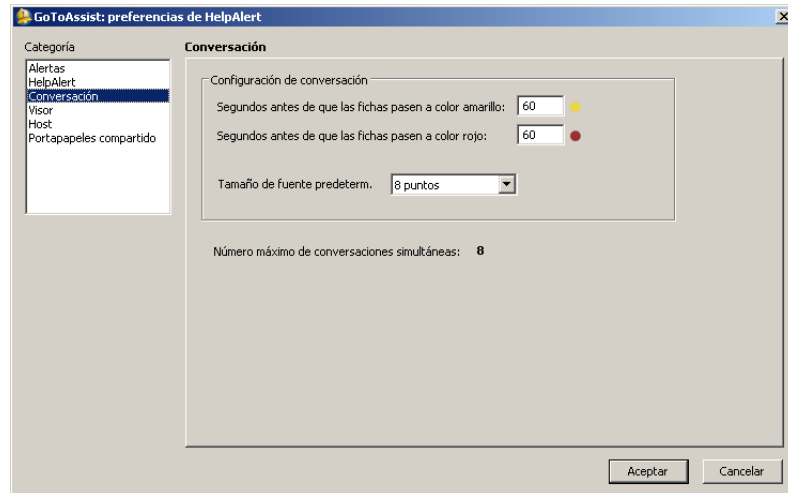 GoToAssist: preferencias de HelpAlert
Categoría
Alertas
HelpAlert
Conversación
Visor
Host
Portapapeles compartido
Conversación
Configuración de conversación
Segundos antes de que las fichas pasen a color amarillo: 60
Segundos antes de que las fichas pasen a color rojo: 60
Tamaño de fuente predeterm. 8 puntos
Número máximo de conversaciones simultáneas: 8
Aceptar Cancelar